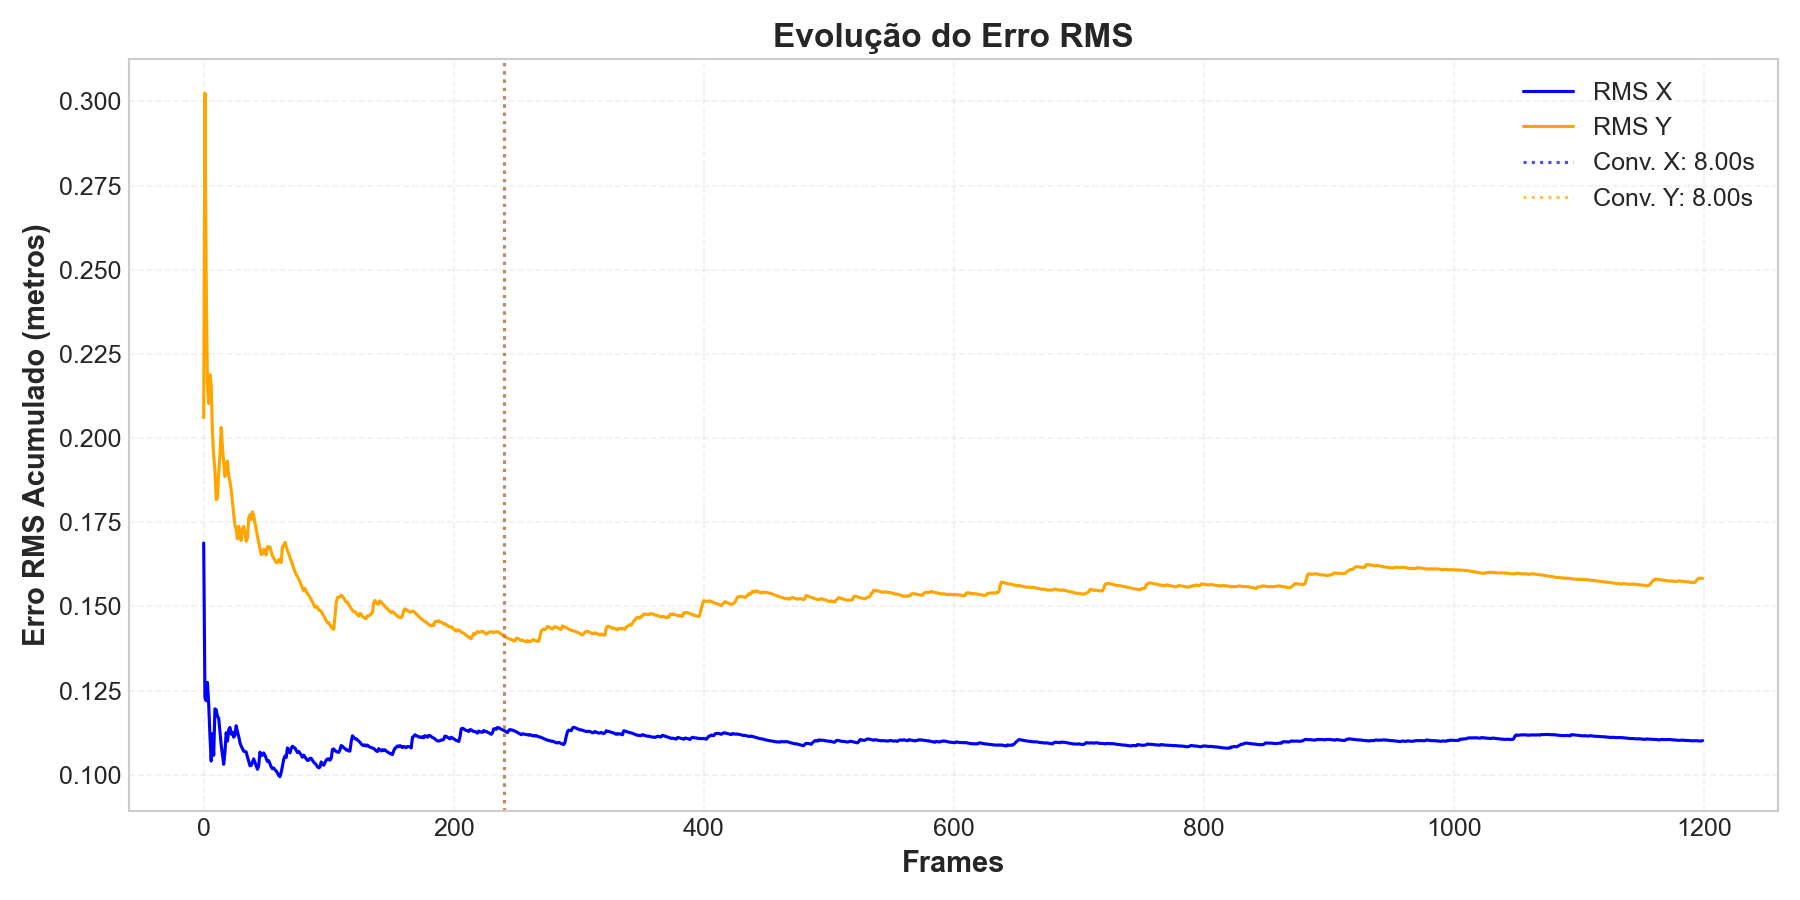 Evolução do Erro RMS
Erro RMS Acumulado (metros)
0.300
0.275
0.250
0.225
0.200
0.175
0.150
0.125
0.100
RMS X
RMS Y
Conv. X: 8.00s
Conv. Y: 8.00s
0 200 400 600 800 1000 1200
Frames